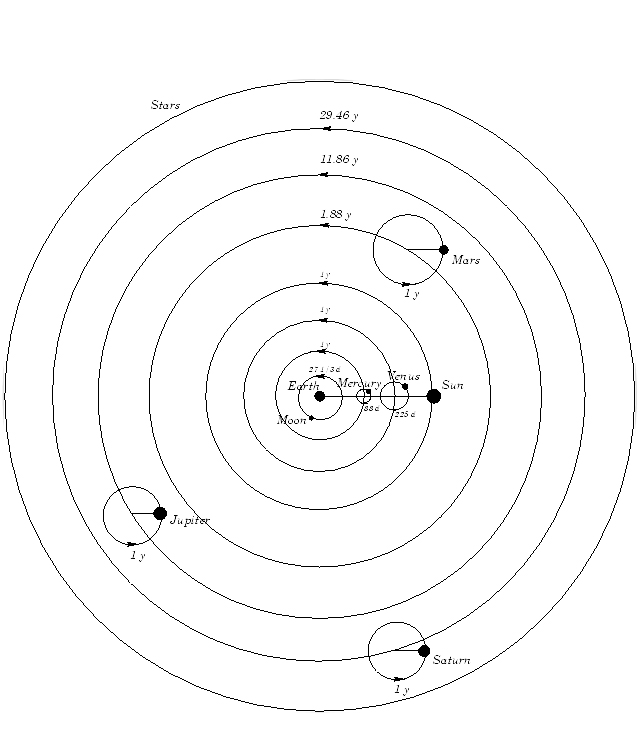 Stars
29.46 y
11.86 y
1.88 y
1 y
Mars
1 y
1 y
1 y
27 1/3 d
Venus
Earth
Mercury
Sun
88 d
225 d
Moon
Jupiter
1 y
Saturn
1 y